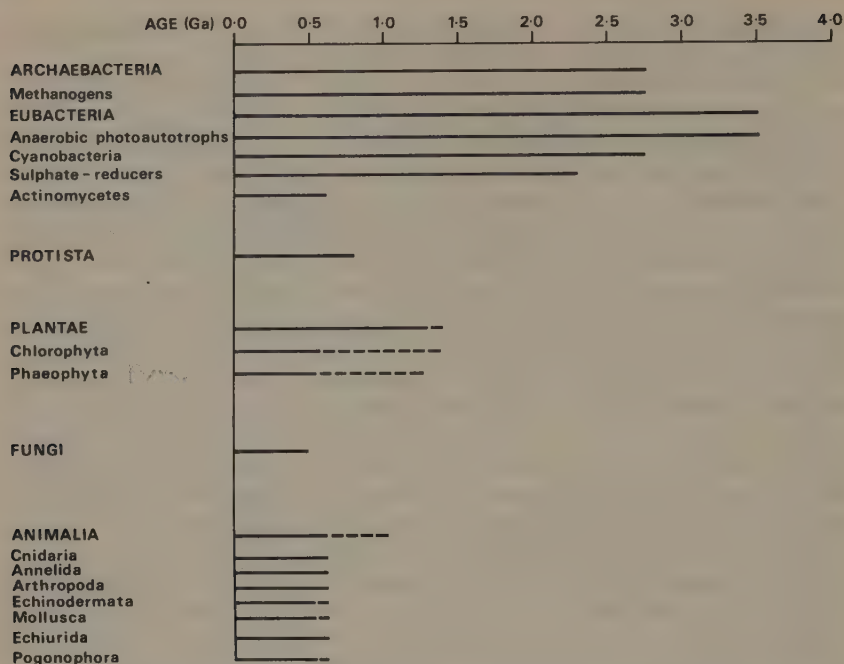 AGE (Ga) 0·0 0·5 1·0 1·5 2·0 2·5 3·0 3·5 4·0
ARCHAEBACTERIA
Methanogens
EUBACTERIA
Anaerobic photoautotrophs
Cyanobacteria
Sulphate-reducers
Actinomycetes
PROTISTA
PLANTAE
Chlorophyta
Phaeophyta
FUNGI
ANIMALIA
Cnidaria
Annelida
Arthropoda
Echinodermata
Mollusca
Echiurida
Pogonophora